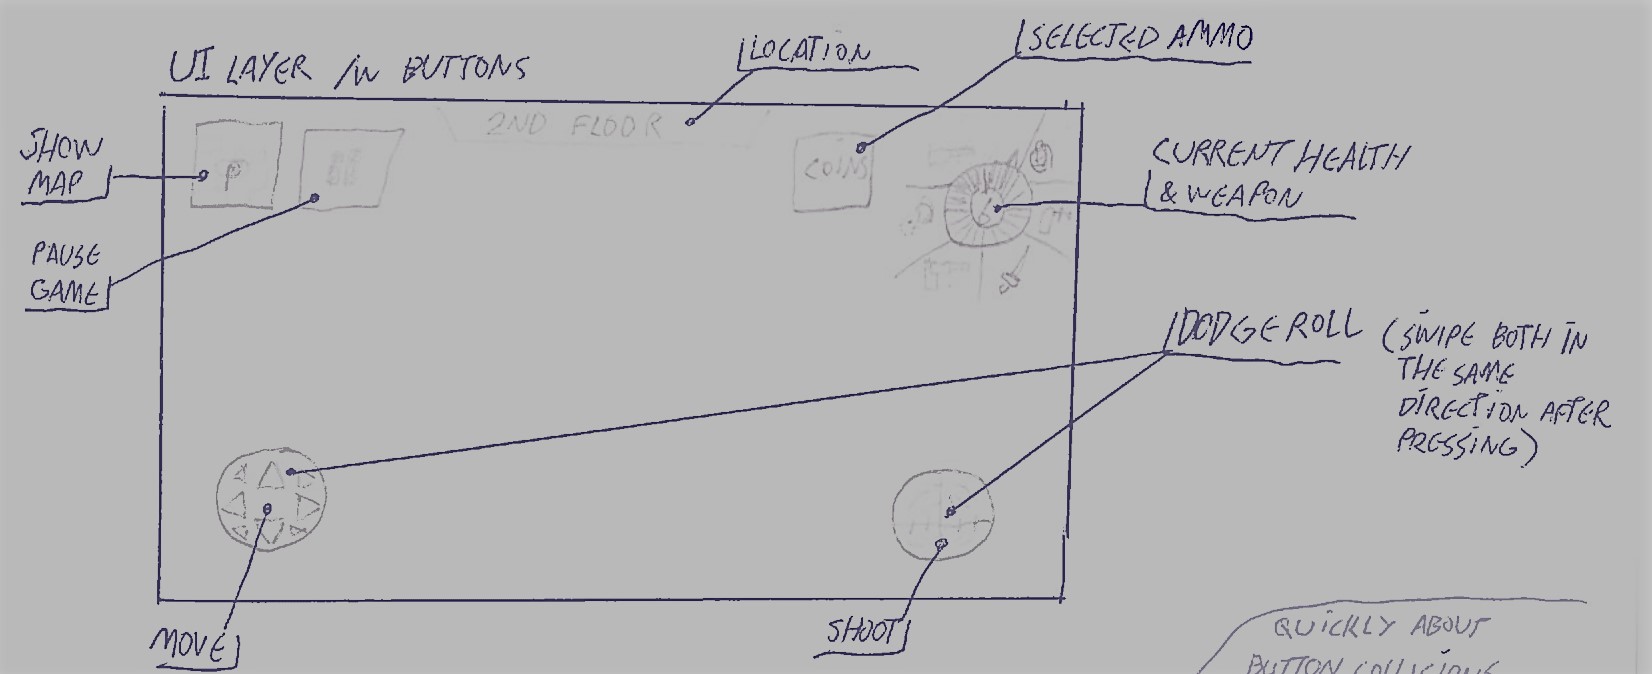 UI LAYER /W BUTTONS
LOCATION
SELECTED AMMO
2ND FLOOR
SHOW
MAP
P
COINS
CURRENT HEALTH
& WEAPON
PAUSE
GAME
DODGE ROLL (SWIPE BOTH IN
THE SAME
DIRECTION AFTER
PRESSING)
MOVE
SHOOT
QUICKLY ABOUT
BUTTON COLLISIONS